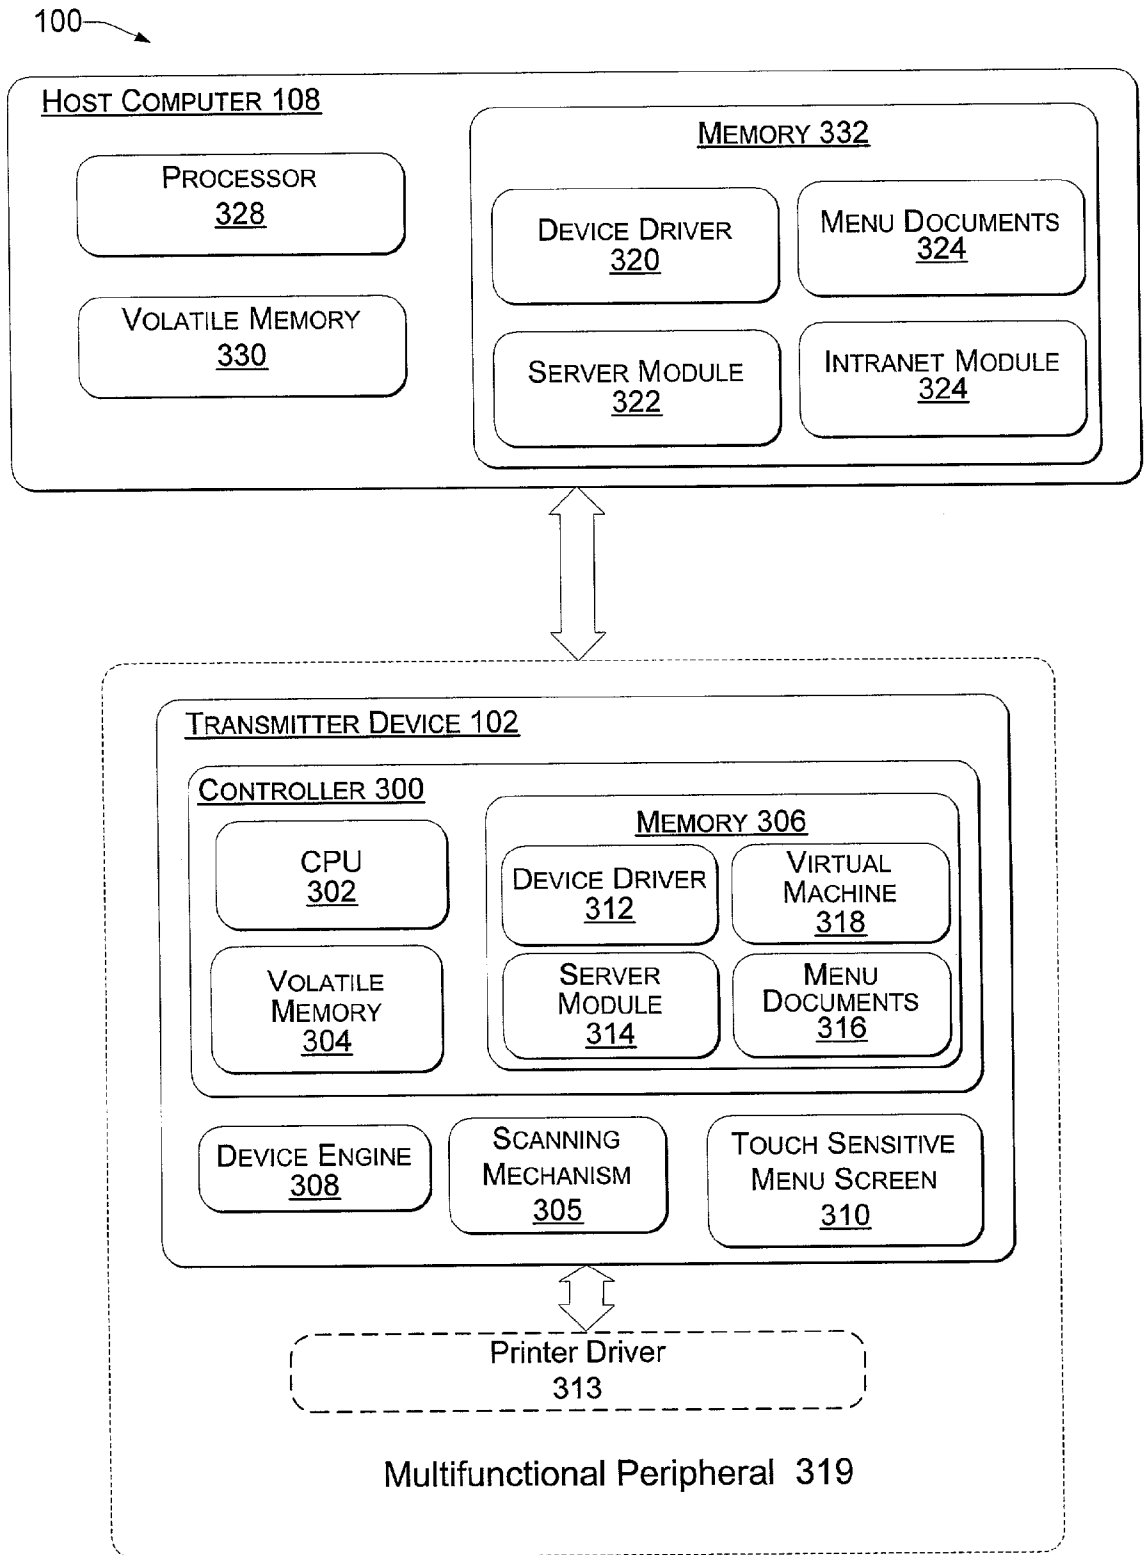 100
HOST COMPUTER 108
PROCESSOR
328
VOLATILE MEMORY
330
MEMORY 332
DEVICE DRIVER
320
MENU DOCUMENTS
324
SERVER MODULE
322
INTRANET MODULE
324
TRANSMITTER DEVICE 102
CONTROLLER 300
CPU
302
VOLATILE
MEMORY
304
MEMORY 306
DEVICE DRIVER
312
VIRTUAL
MACHINE
318
SERVER
MODULE
314
MENU
DOCUMENTS
316
DEVICE ENGINE
308
SCANNING
MECHANISM
305
TOUCH SENSITIVE
MENU SCREEN
310
Printer Driver
313
Multifunctional Peripheral 319